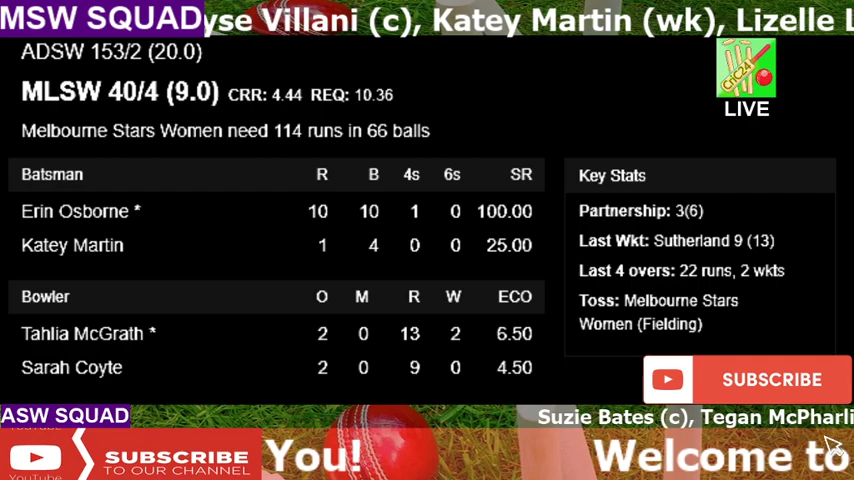 MSW SQUAD yse Villani (c), Katey Martin (wk), Lizelle L
ADSW 153/2 (20.0)
MLSW 40/4 (9.0) CRR: 4.44 REQ: 10.36
Melbourne Stars Women need 114 runs in 66 balls
CriC24
LIVE
Batsman R B 4s 6s SR
Erin Osborne * 10 10 1 0 100.00
Katey Martin 1 4 0 0 25.00
Bowler O M R W ECO
Tahlia McGrath * 2 0 13 2 6.50
Sarah Coyte 2 0 9 0 4.50
Key Stats
Partnership: 3(6)
Last Wkt: Sutherland 9 (13)
Last 4 overs: 22 runs, 2 wkts
Toss: Melbourne Stars
Women (Fielding)
SUBSCRIBE
ASW SQUAD Suzie Bates (c), Tegan McPharli
YouTube
SUBSCRIBE
TO OUR CHANNEL
YouTube
You! Welcome to